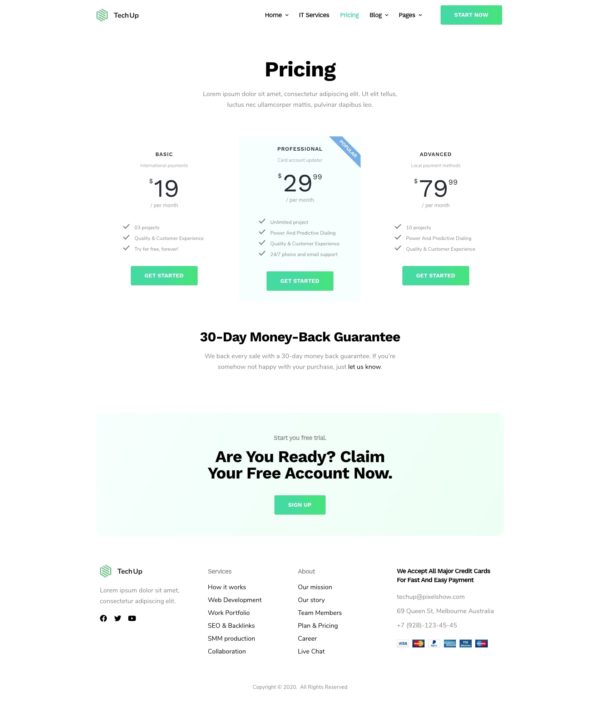 TechUp
Home IT Services Pricing Blog Pages START NOW
Pricing
Lorem ipsum dolor sit amet, consectetur adipiscing elit. Ut elit tellus,
luctus nec ullamcorper mattis, pulvinar dapibus leo.
BASIC
International payments
$19
/ per month
03 projects
Quality & Customer Experience
Try for free, forever!
GET STARTED
POPULAR
PROFESSIONAL
Card account updater
$29.99
/ per month
Unlimited project
Power And Predictive Dialing
Quality & Customer Experience
24/7 phone and email support
GET STARTED
ADVANCED
Local payment methods
$79.99
/ per month
10 projects
Power And Predictive Dialing
Quality & Customer Experience
GET STARTED
30-Day Money-Back Guarantee
We back every sale with a 30-day money back guarantee. If you're
somehow not happy with your purchase, just let us know.
Start you free trial.
Are You Ready? Claim
Your Free Account Now.
SIGN UP
TechUp
Lorem ipsum dolor sit amet,
consectetur adipiscing elit.
Services
How it works
Web Development
Work Portfolio
SEO & Backlinks
SMM production
Collaboration
About
Our mission
Our story
Team Members
Plan & Pricing
Career
Live Chat
We Accept All Major Credit Cards
For Fast And Easy Payment
techup@pixelshow.com
69 Queen St, Melbourne Australia
+7 (928)-123-45-45
VISA
Copyright © 2020. All Rights Reserved